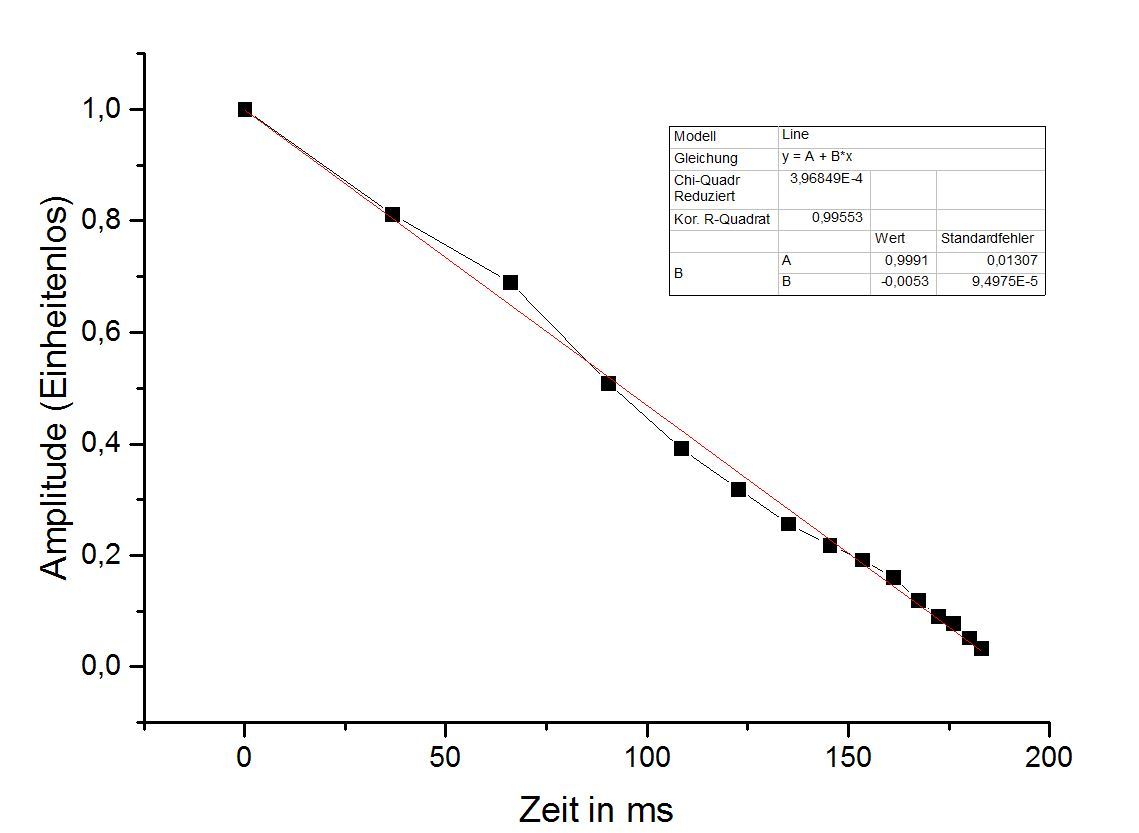 1,0
0,8
0,6
0,4
0,2
0,0
Amplitude (Einheitenlos)
0 50 100 150 200
Zeit in ms
Modell Line
Gleichung y = A + B*x
Chi-Quadr
Reduziert 3,96849E-4
Kor. R-Quadrat 0,99553
Wert Standardfehler
B A 0,9991 0,01307
B -0,0053 9,4975E-5